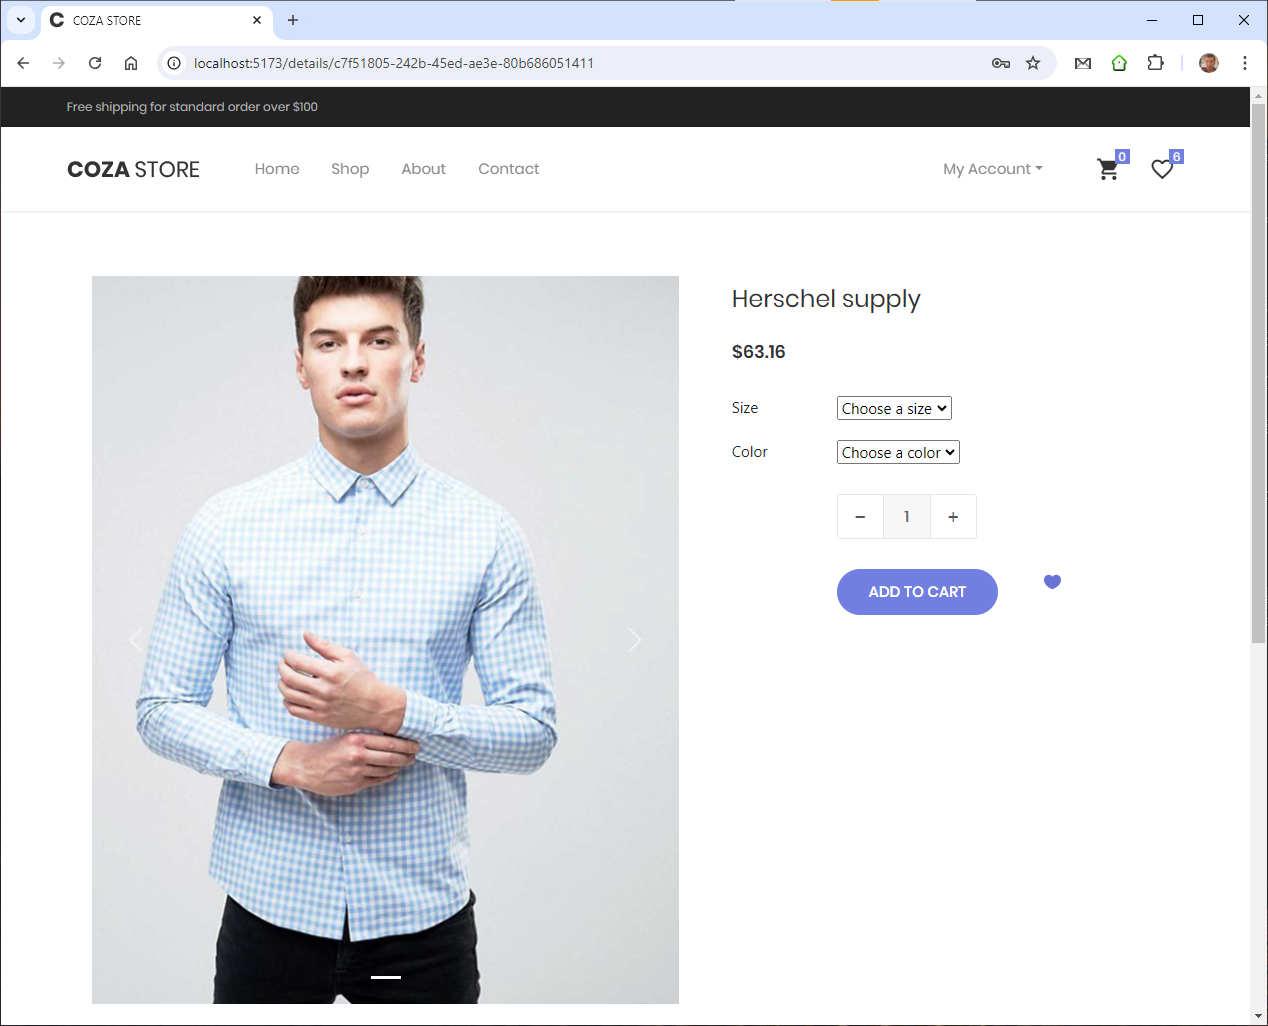 COZA STORE
localhost:5173/details/c7f51805-242b-45ed-ae3e-80b686051411
Free shipping for standard order over $100
COZA STORE Home Shop About Contact My Account 0 6
Herschel supply
$63.16
Size Choose a size
Color Choose a color
− 1 +
ADD TO CART